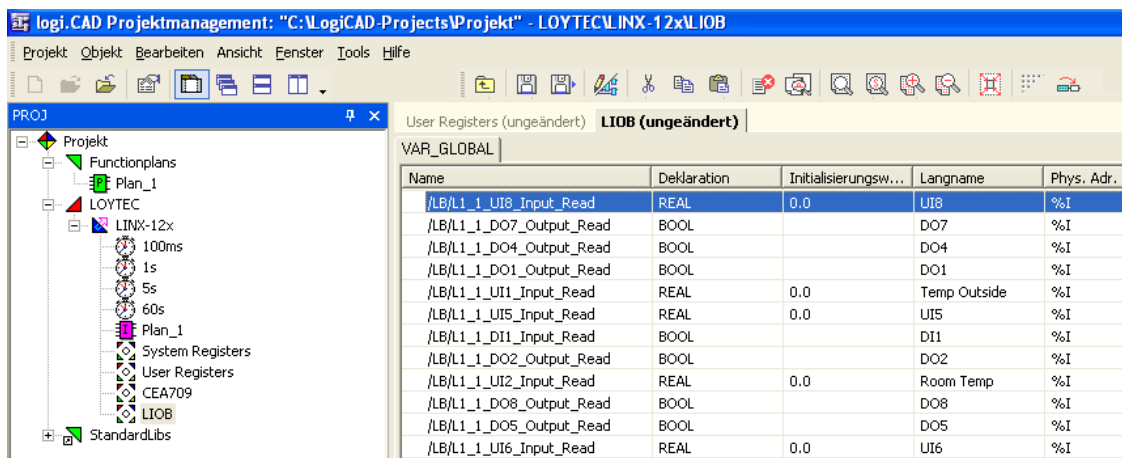 logi.CAD Projektmanagement: "C:\LogiCAD-Projects\Projekt" - LOYTEC\LINX-12x\LIOB
Projekt Objekt Bearbeiten Ansicht Fenster Tools Hilfe
PROJ
Projekt
Functionplans
Plan_1
LOYTEC
LINX-12x
100ms
1s
5s
60s
Plan_1
System Registers
User Registers
CEA709
LIOB
StandardLibs
User Registers (ungeändert) LIOB (ungeändert)
VAR_GLOBAL
Name Deklaration Initialisierungsw... Langname Phys. Adr.
/LB/L1_1_UI8_Input_Read REAL 0.0 UI8 %I
/LB/L1_1_DO7_Output_Read BOOL DO7 %I
/LB/L1_1_DO4_Output_Read BOOL DO4 %I
/LB/L1_1_DO1_Output_Read BOOL DO1 %I
/LB/L1_1_UI1_Input_Read REAL 0.0 Temp Outside %I
/LB/L1_1_UI5_Input_Read REAL 0.0 UI5 %I
/LB/L1_1_DI1_Input_Read BOOL DI1 %I
/LB/L1_1_DO2_Output_Read BOOL DO2 %I
/LB/L1_1_UI2_Input_Read REAL 0.0 Room Temp %I
/LB/L1_1_DO8_Output_Read BOOL DO8 %I
/LB/L1_1_DO5_Output_Read BOOL DO5 %I
/LB/L1_1_UI6_Input_Read REAL 0.0 UI6 %I